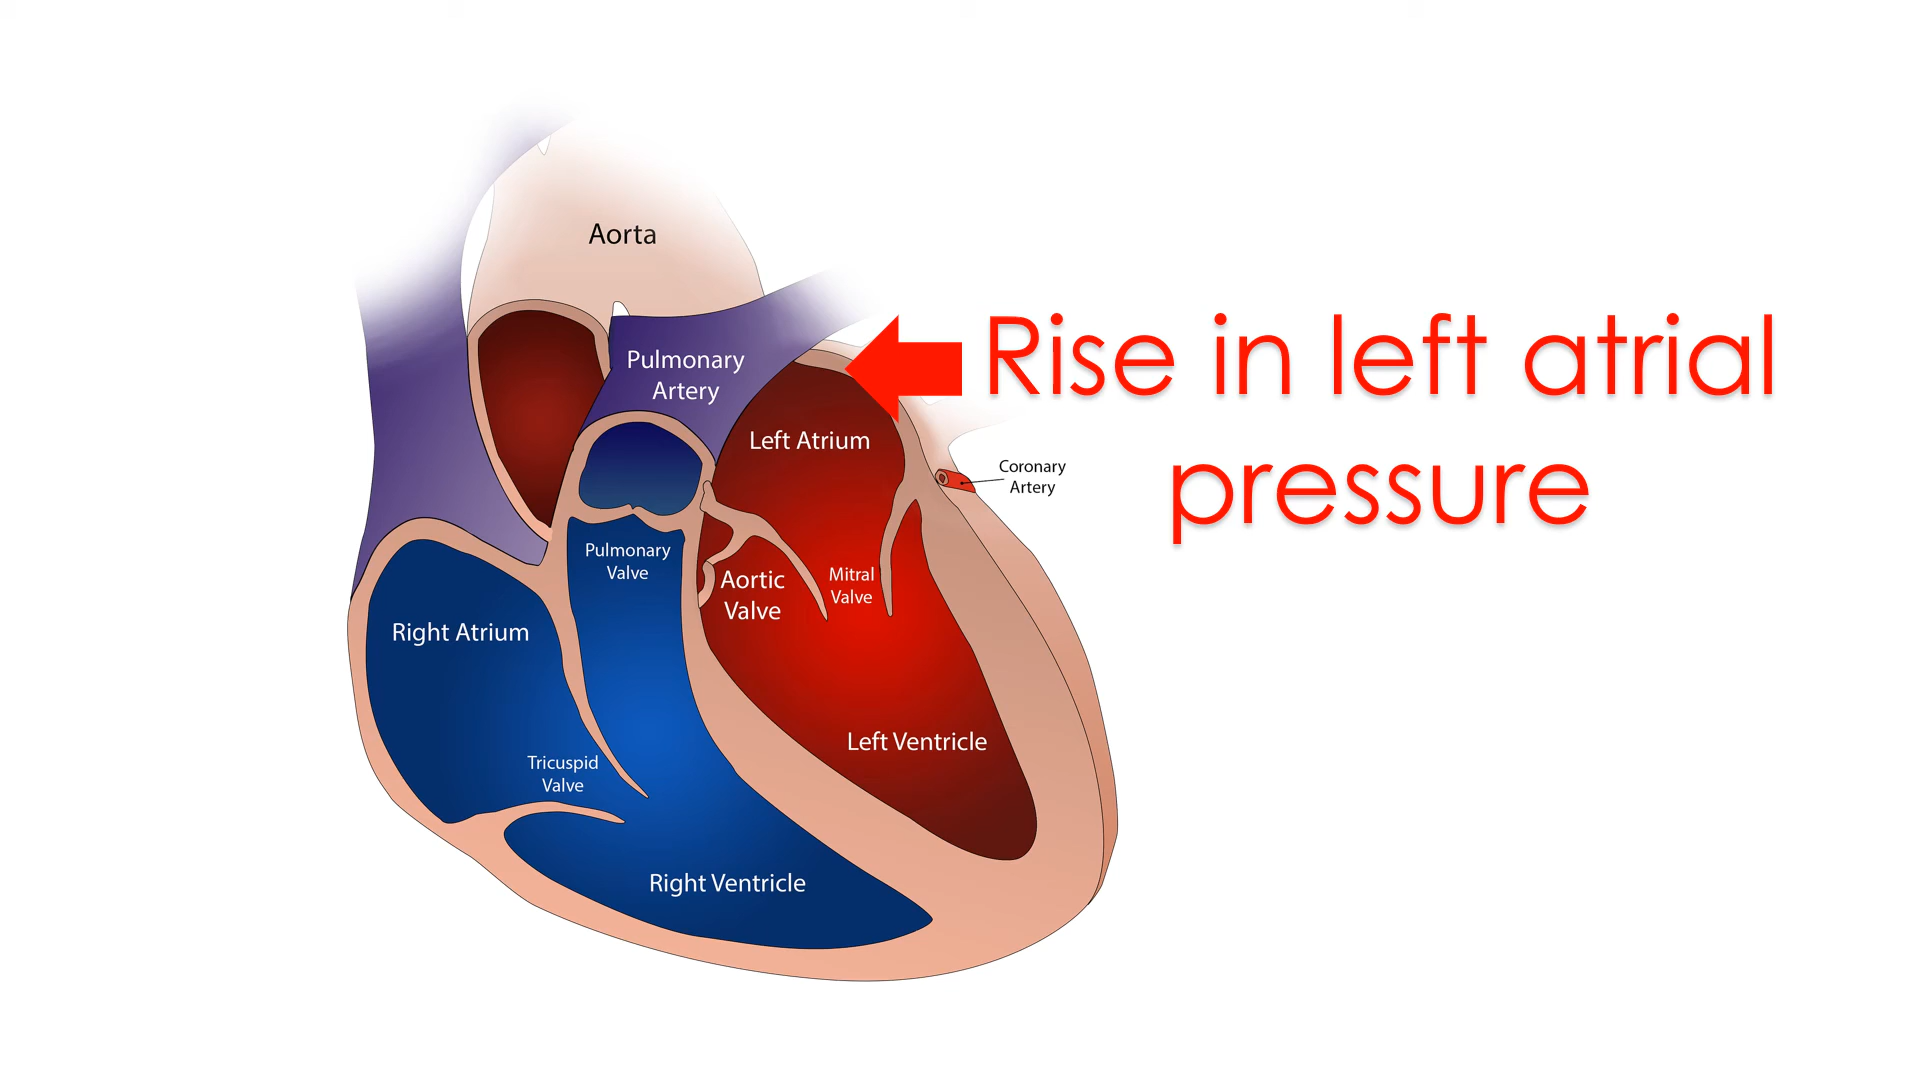 Aorta
Rise in left atrial
pressure
Pulmonary
Artery
Left Atrium
Coronary
Artery
Pulmonary
Valve
Aortic
Valve
Mitral
Valve
Right Atrium
Left Ventricle
Tricuspid
Valve
Right Ventricle